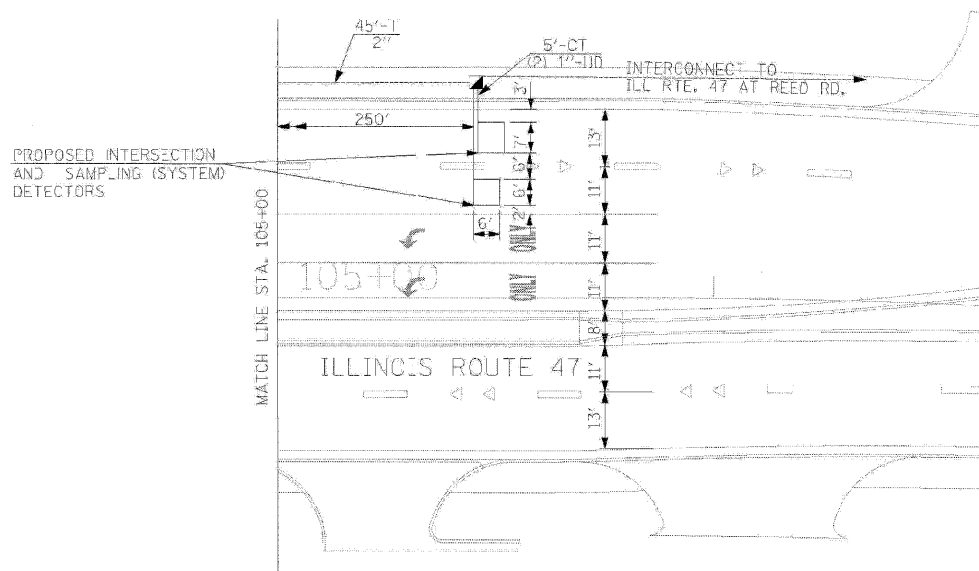 45'-T
2"
5'-CT
(2) 1"-UD
INTERCONNECT TO
ILL RTE. 47 AT REED RD.
3'
250'
7'
13'
PROPOSED INTERSECTION
AND SAMPLING (SYSTEM)
DETECTORS
6'
6'
11'
6'
2'
ONLY
11'
MATCH LINE STA. 105+00
105+00
ONLY
11'
8'
ILLINOIS ROUTE 47
11'
13'